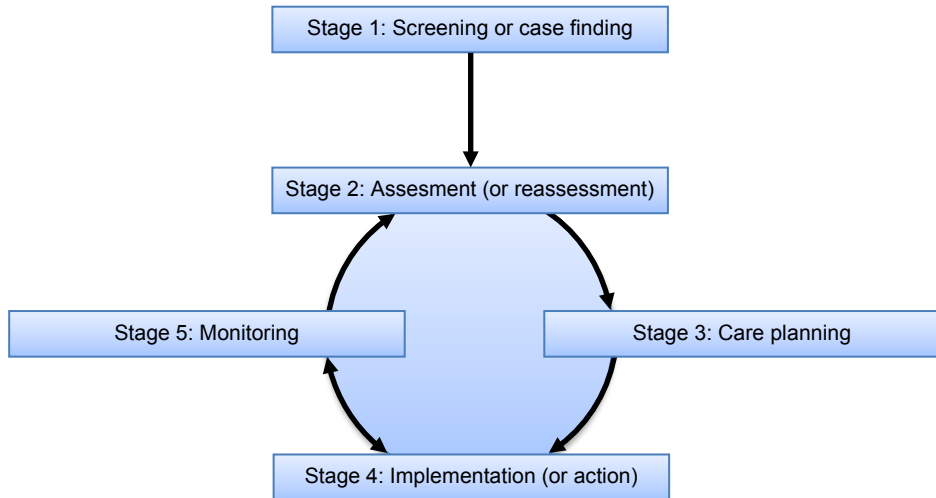 Stage 1: Screening or case finding
Stage 2: Assesment (or reassessment)
Stage 5: Monitoring
Stage 3: Care planning
Stage 4: Implementation (or action)